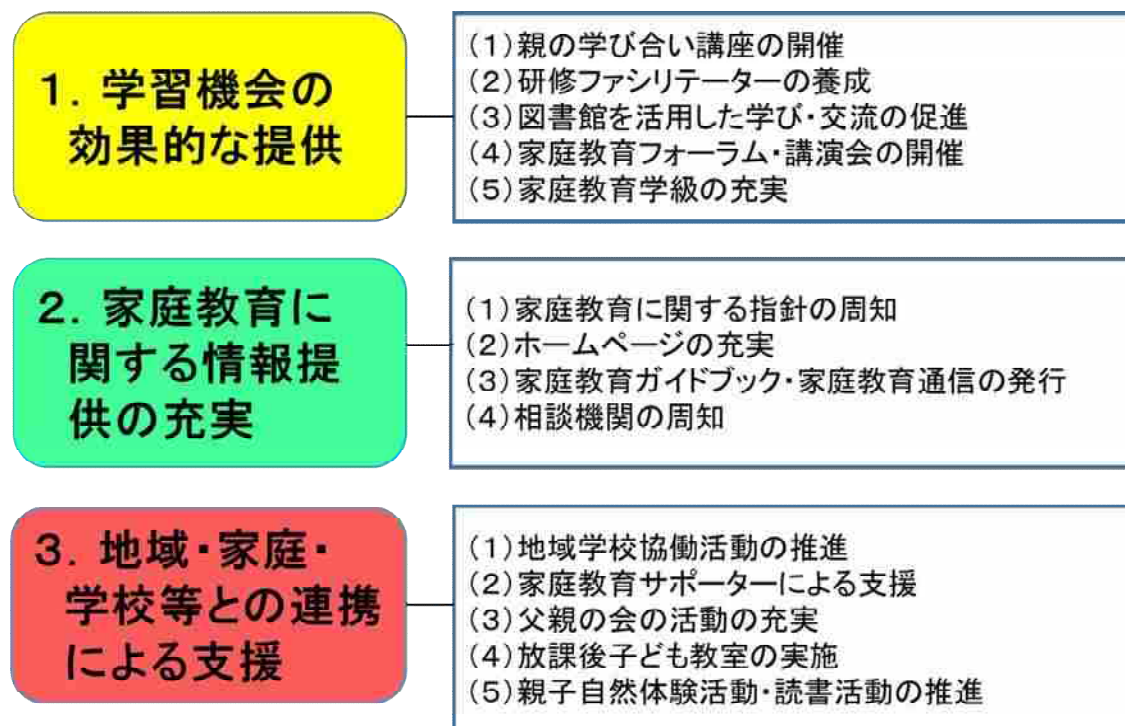 1. 学習機会の
効果的な提供
(1)親の学び合い講座の開催
(2)研修ファシリテーターの養成
(3)図書館を活用した学び・交流の促進
(4)家庭教育フォーラム・講演会の開催
(5)家庭教育学級の充実
2. 家庭教育に
関する情報提
供の充実
(1)家庭教育に関する指針の周知
(2)ホームページの充実
(3)家庭教育ガイドブック・家庭教育通信の発行
(4)相談機関の周知
3. 地域・家庭・
学校等との連携
による支援
(1)地域学校協働活動の推進
(2)家庭教育サポーターによる支援
(3)父親の会の活動の充実
(4)放課後子ども教室の実施
(5)親子自然体験活動・読書活動の推進